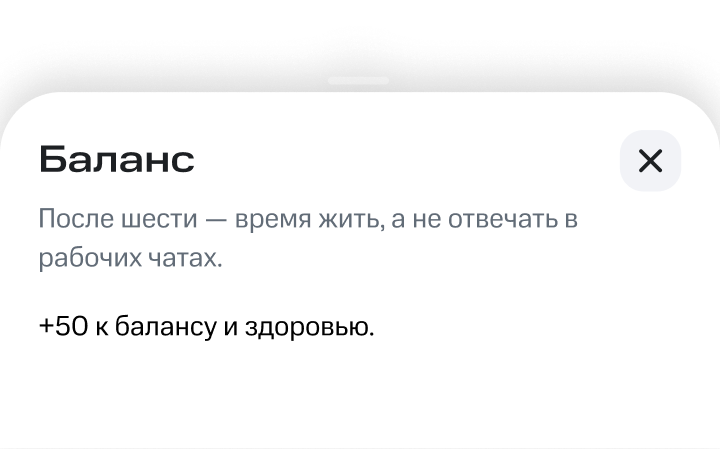 Баланс
После шести — время жить, а не отвечать в
рабочих чатах.
+50 к балансу и здоровью.